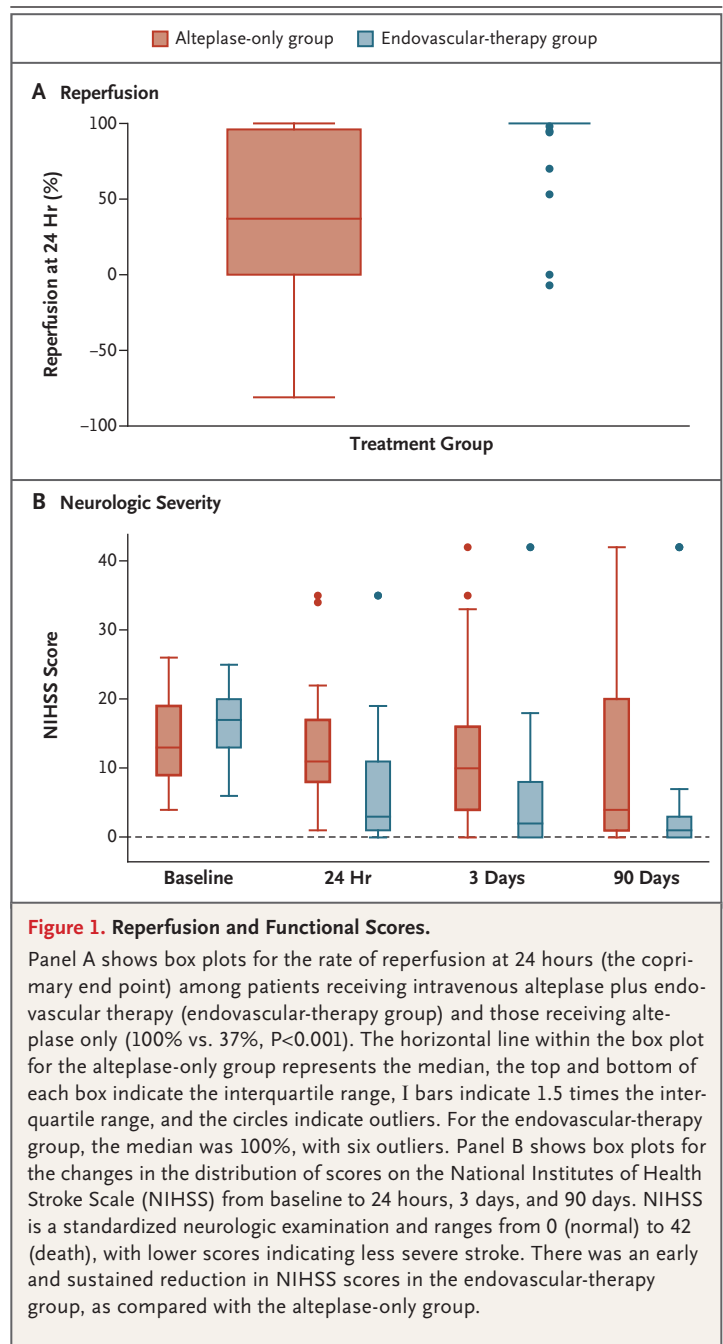 Alteplase-only group Endovascular-therapy group
A Reperfusion
100
50
0
−50
−100
Reperfusion at 24 Hr (%)
Treatment Group
B Neurologic Severity
40
30
20
10
0
NIHSS Score
Baseline 24 Hr 3 Days 90 Days
Figure 1. Reperfusion and Functional Scores.
Panel A shows box plots for the rate of reperfusion at 24 hours (the copri-
mary end point) among patients receiving intravenous alteplase plus endo-
vascular therapy (endovascular-therapy group) and those receiving alte-
plase only (100% vs. 37%, P<0.001). The horizontal line within the box plot
for the alteplase-only group represents the median, the top and bottom of
each box indicate the interquartile range, I bars indicate 1.5 times the inter-
quartile range, and the circles indicate outliers. For the endovascular-therapy
group, the median was 100%, with six outliers. Panel B shows box plots for
the changes in the distribution of scores on the National Institutes of Health
Stroke Scale (NIHSS) from baseline to 24 hours, 3 days, and 90 days. NIHSS
is a standardized neurologic examination and ranges from 0 (normal) to 42
(death), with lower scores indicating less severe stroke. There was an early
and sustained reduction in NIHSS scores in the endovascular-therapy
group, as compared with the alteplase-only group.